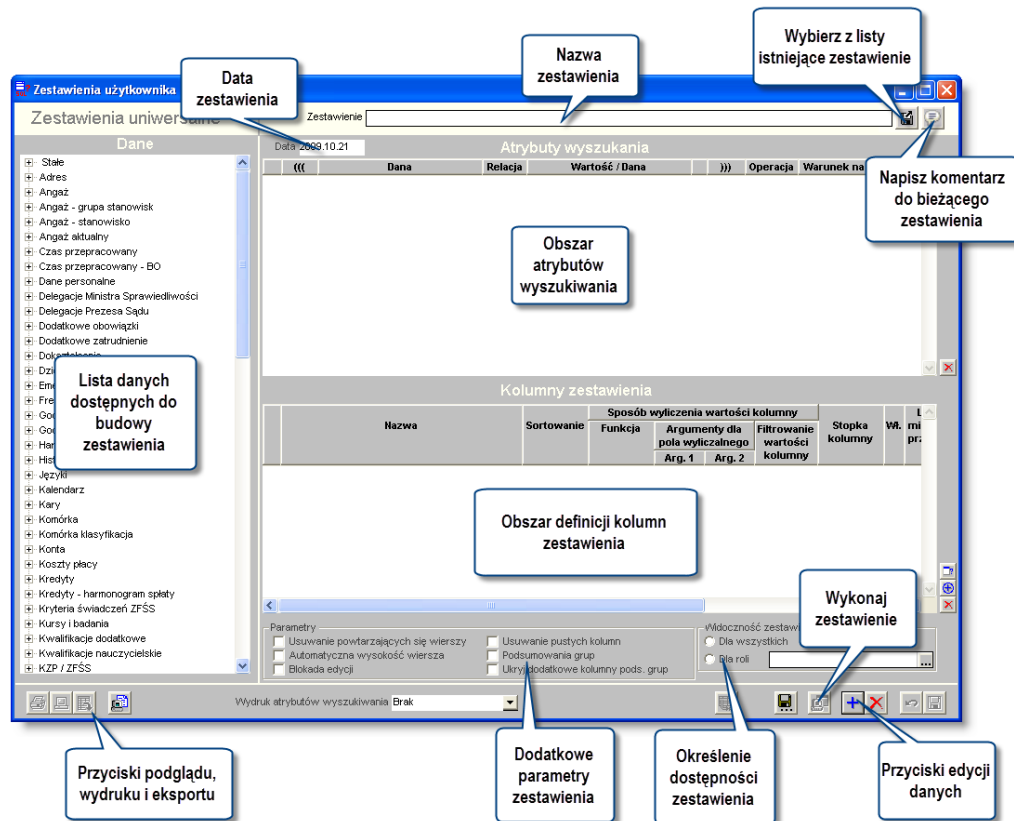 Wybierz z listy
istniejące zestawienie
Nazwa
zestawienia
Data
zestawienia
Zestawienia użytkownika
Zestawienia uniwersalne
Zestawienie
Dane
Data 2009.10.21
Atrybuty wyszukania
(((
Dana
Relacja
Wartość / Dana
)))
Operacja
Warunek na
Napisz komentarz
do bieżącego
zestawienia
Stałe
Adres
Angaż
Angaż - grupa stanowisk
Angaż - stanowisko
Angaż aktualny
Czas przepracowany
Czas przepracowany - BO
Dane personalne
Delegacje Ministra Sprawiedliwości
Delegacje Prezesa Sądu
Dodatkowe obowiązki
Dodatkowe zatrudnienie
Dokształcanie
Języki
Kalendarz
Kary
Komórka
Komórka klasyfikacja
Konta
Koszty płacy
Kredyty
Kredyty - harmonogram spłaty
Kryteria świadczeń ZFŚS
Kursy i badania
Kwalifikacje dodatkowe
Kwalifikacje nauczycielskie
KZP / ZFŚS
Lista danych
dostępnych do
budowy
zestawienia
Obszar
atrybutów
wyszukiwania
Kolumny zestawienia
Nazwa
Sortowanie
Sposób wyliczenia wartości kolumny
Funkcja
Argumenty dla
pola wyliczalnego
Arg. 1
Arg. 2
Filtrowanie
wartości
kolumny
Stopka
kolumny
Wł.
Obszar definicji kolumn
zestawienia
Wykonaj
zestawienie
Parametry
Usuwanie powtarzających się wierszy
Automatyczna wysokość wiersza
Blokada edycji
Usuwanie pustych kolumn
Podsumowania grup
Ukryj dodatkowe kolumny pods. grup
Widoczność zestawi
Dla wszystkich
Dla roli
...
Wydruk atrybutów wyszukiwania Brak
Przyciski podglądu,
wydruku i eksportu
Dodatkowe
parametry
zestawienia
Określenie
dostępności
zestawienia
Przyciski edycji
danych